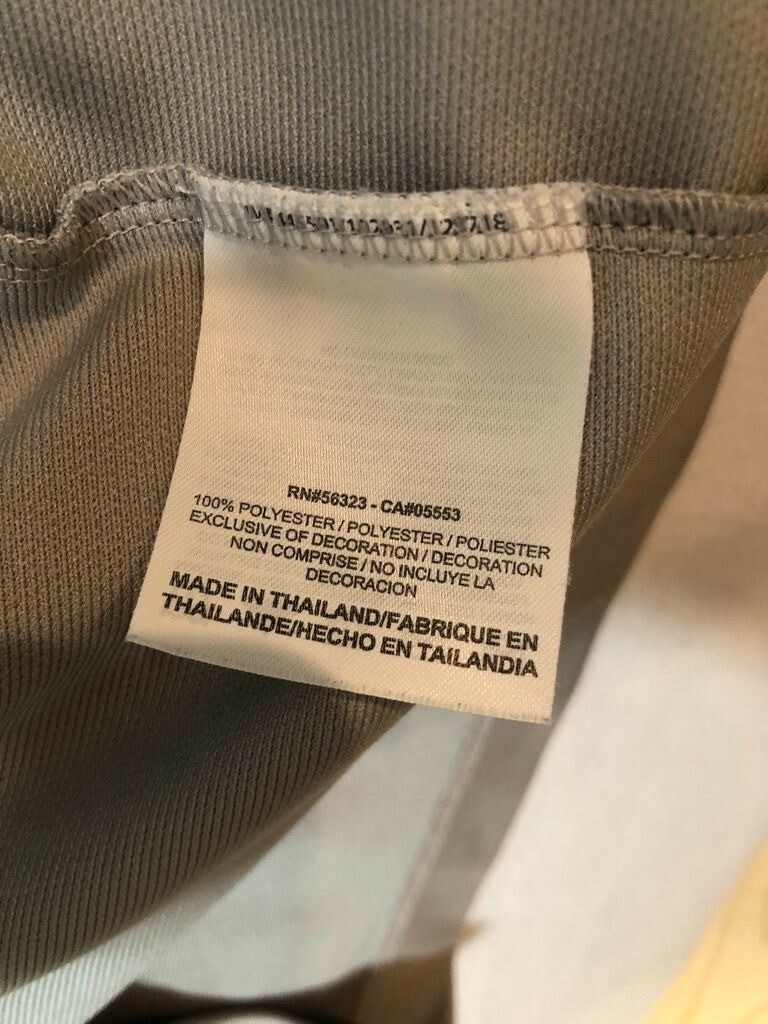 RN#56323 - CA#05553
100% POLYESTER / POLYESTER / POLIESTER
EXCLUSIVE OF DECORATION / DECORATION
NON COMPRISE / NO INCLUYE LA
DECORACION
MADE IN THAILAND/FABRIQUE EN
THAILANDE/HECHO EN TAILANDIA